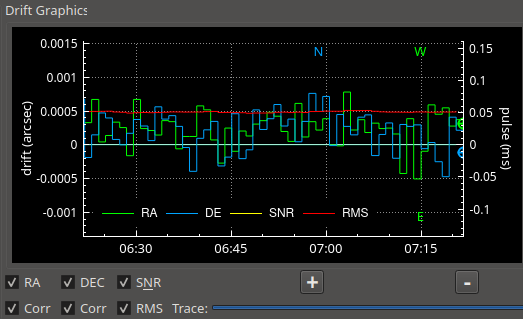 Drift Graphics
0.0015
0.001
0.0005
0
-0.0005
-0.001
drift (arcsec)
N
W
E
0.15
0.1
0.05
0
-0.05
-0.1
pulse (ms)
RA DE SNR RMS
06:30 06:45 07:00 07:15
RA DEC SNR + -
Corr Corr RMS Trace: